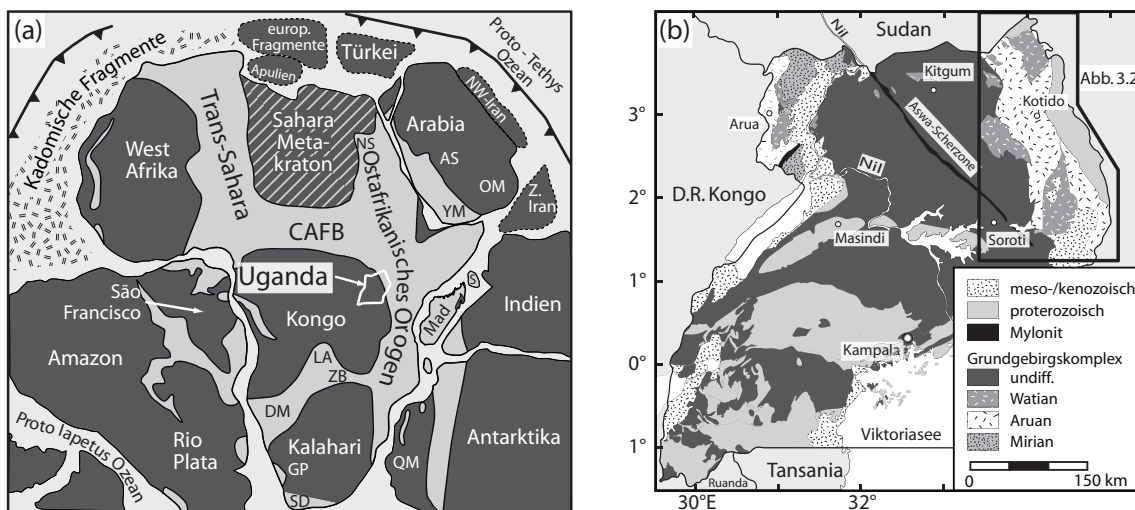 (a)
europ.
Fragmente
Türkei
Apulien
Proto - Tethys
Ozean
Kadomische Fragmente
Trans-Sahara
Sahara
Meta-
kraton
NS
Arabia
NW-Iran
AS
OM
YM
Z.
Iran
West
Afrika
Ostafrikanisches Orogen
CAFB
Uganda
São
Francisco
Kongo
S
Mad
Indien
Amazon
LA
ZB
DM
Rio
Plata
Kalahari
GP
QM
SD
Antarktika
Proto Iapetus Ozean
(b)
Nil
Sudan
Kitgum
Abb. 3.2
3°
Arua
Kotido
Aswa-Scherzone
Nil
2°
D.R. Kongo
Masindi
Soroti
1°
0°
Kampala
1°
Viktoriasee
Tansania
Ruanda
30°E
32°
meso-/kenozoisch
proterozoisch
Mylonit
Grundgebirgskomplex
undiff.
Watian
Aruan
Mirian
0
150 km